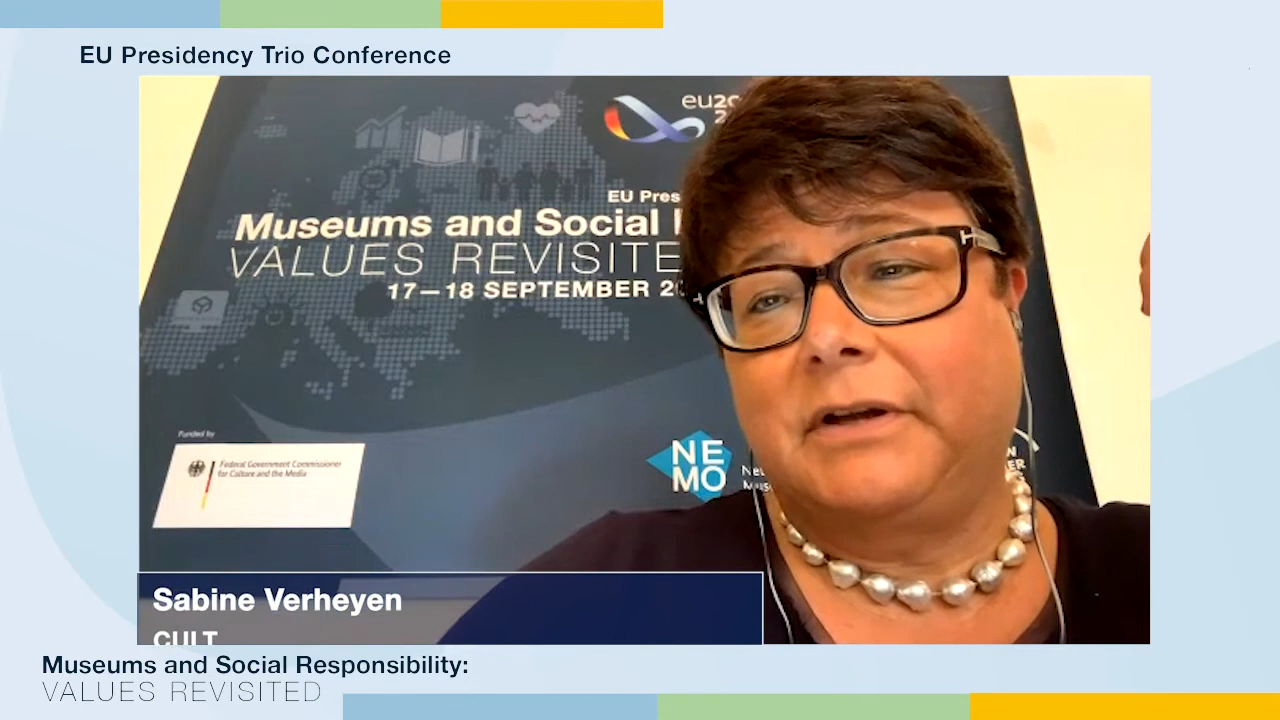 EU Presidency Trio Conference
eu20
EU Pres
Museums and Social
VALUES REVISITE
17—18 SEPTEMBER 20
Funded by
Federal Government Commissioner
for Culture and the Media
NE
MO
Sabine Verheyen
CULT
Museums and Social Responsibility:
VALUES REVISITED